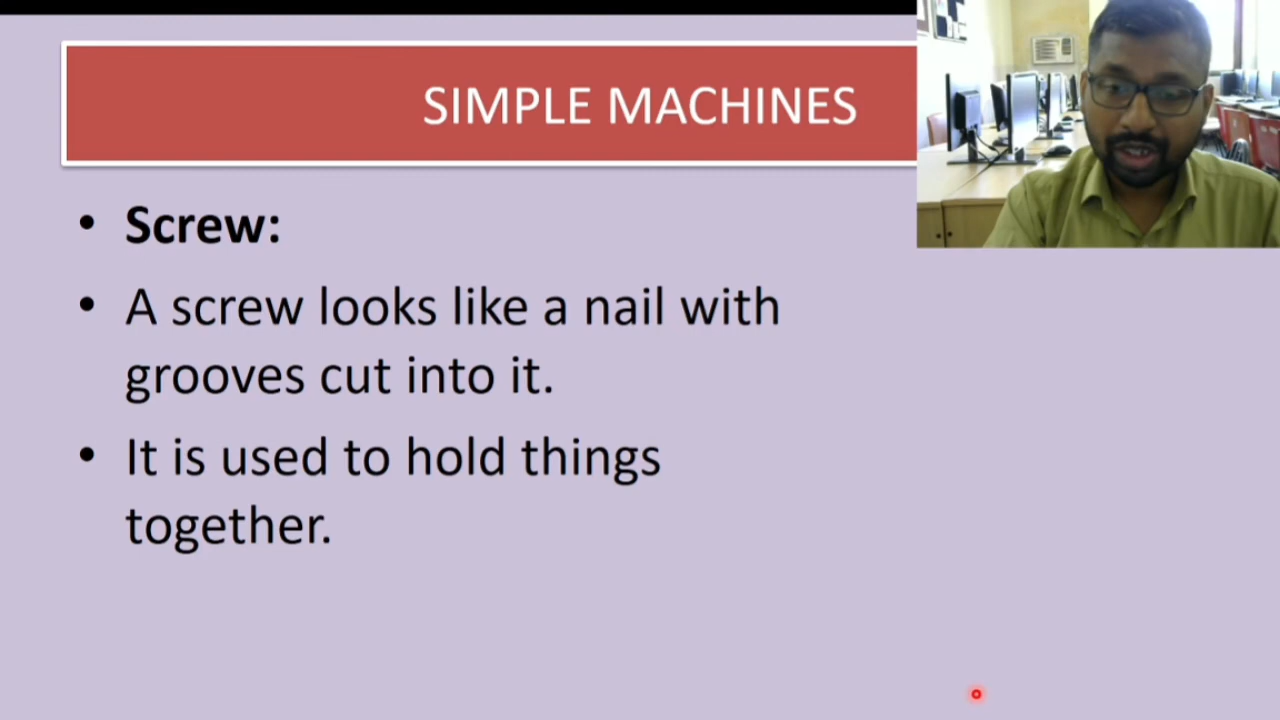 SIMPLE MACHINES
• Screw:
• A screw looks like a nail with
grooves cut into it.
• It is used to hold things
together.